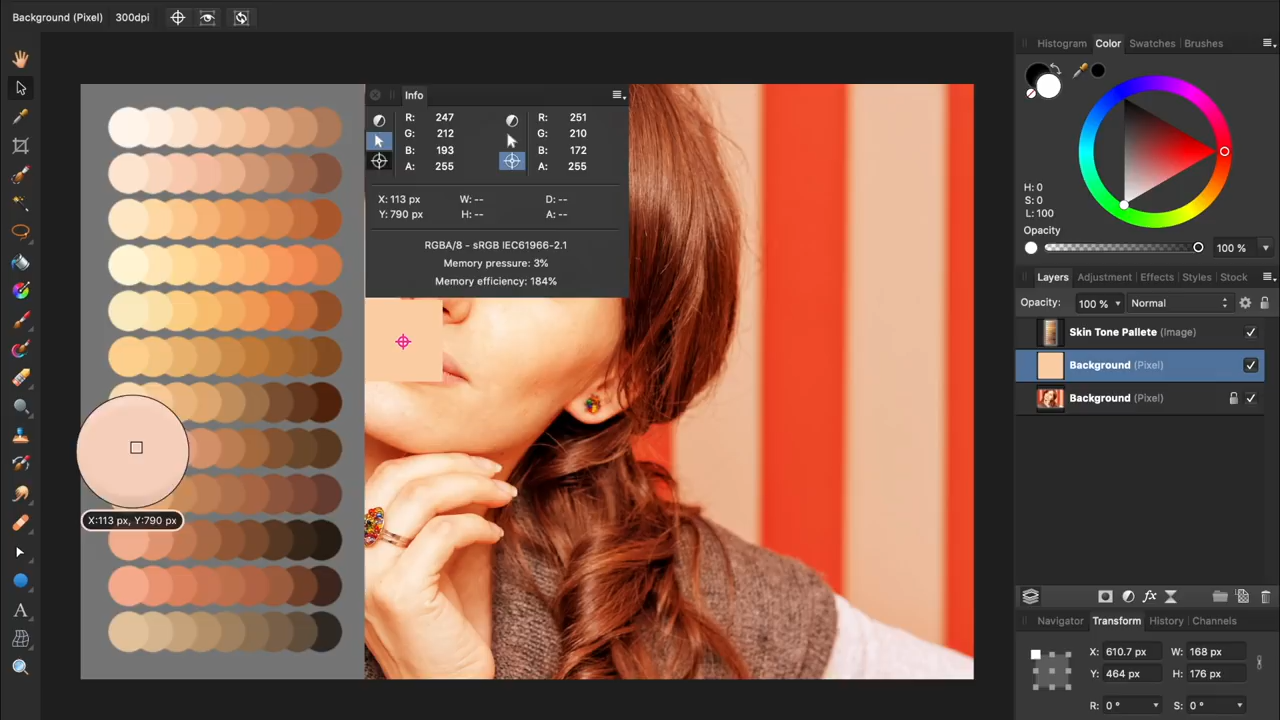 Background (Pixel) 300dpi
Histogram Color Swatches Brushes
Info
R: 247 R: 251
G: 212 G: 210
B: 193 B: 172
A: 255 A: 255
X: 113 px W: -- D: --
Y: 790 px H: -- A: --
RGBA/8 - sRGB IEC61966-2.1
Memory pressure: 3%
Memory efficiency: 184%
H: 0
S: 0
L: 100
Opacity
100 %
Layers Adjustment Effects Styles Stock
Opacity: 100 % Normal
Skin Tone Pallete (Image)
Background (Pixel)
Background (Pixel)
X:113 px, Y:790 px
A
Navigator Transform History Channels
X: 610.7 px W: 168 px
Y: 464 px H: 176 px
R: 0 ° S: 0 °